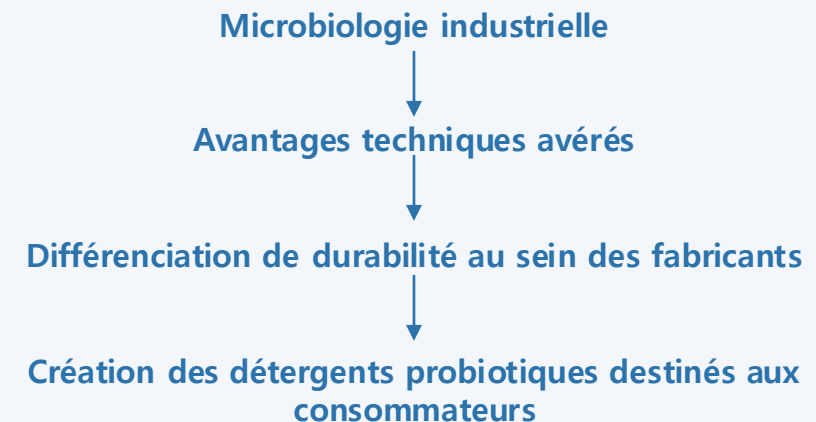 Microbiologie industrielle
Avantages techniques avérés
Différenciation de durabilité au sein des fabricants
Création des détergents probiotiques destinés aux
consommateurs